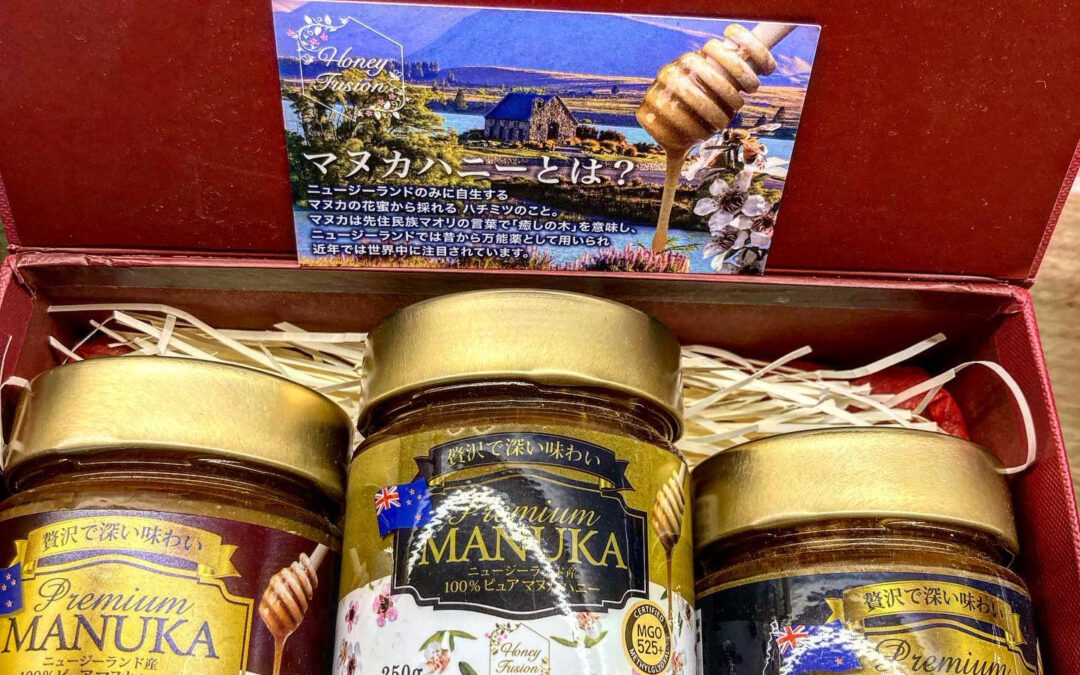 Honey
Fusion
マヌカハニーとは？
ニュージーランドのみに自生する
マヌカの花蜜から採れる ハチミツのこと。
マヌカは先住民族マオリの言葉で「癒しの木」を意味し、
ニュージーランドでは昔から万能薬として用いられ
近年では世界中に注目されています。
贅沢で深い味わい
Premium
MANUKA
ニュージーランド産
贅沢で深い味わい
Premium
MANUKA
ニュージーランド産
100%ピュア マヌカハニー
CERTIFIED
MGO
525+
Honey
Fusion
250g
贅沢で深い味わい
Premium